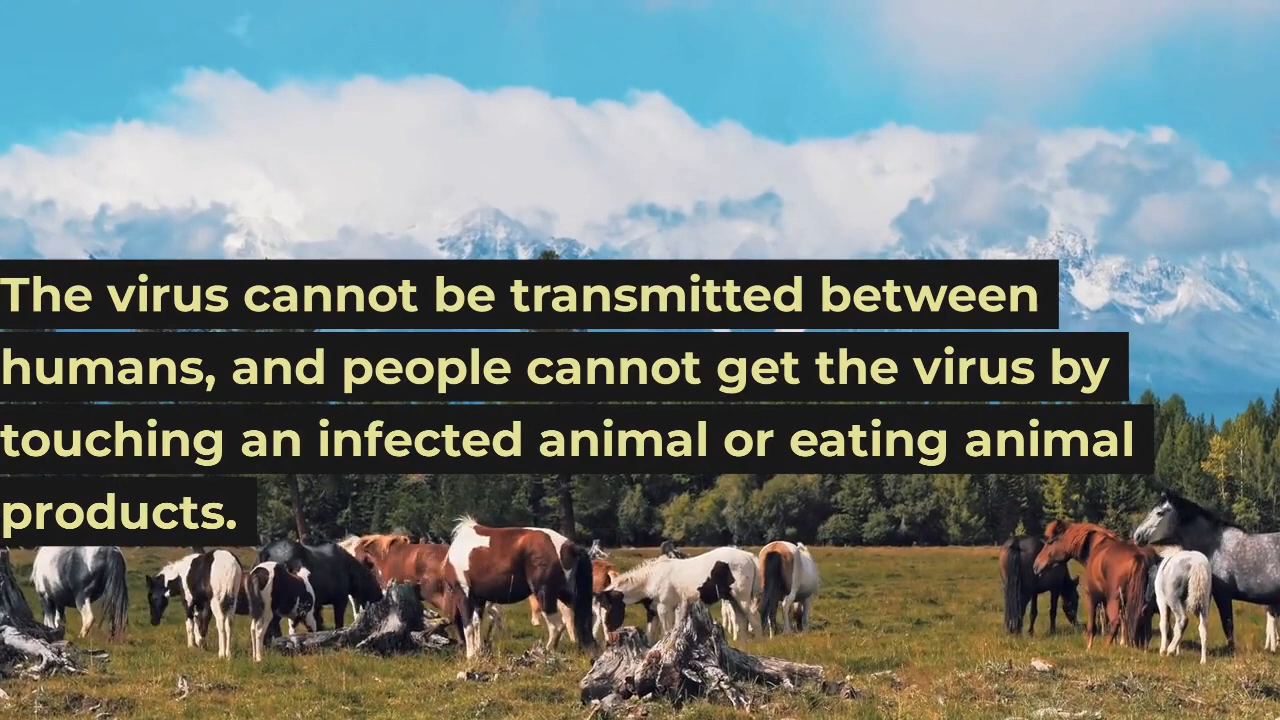 The virus cannot be transmitted between
humans, and people cannot get the virus by
touching an infected animal or eating animal
products.